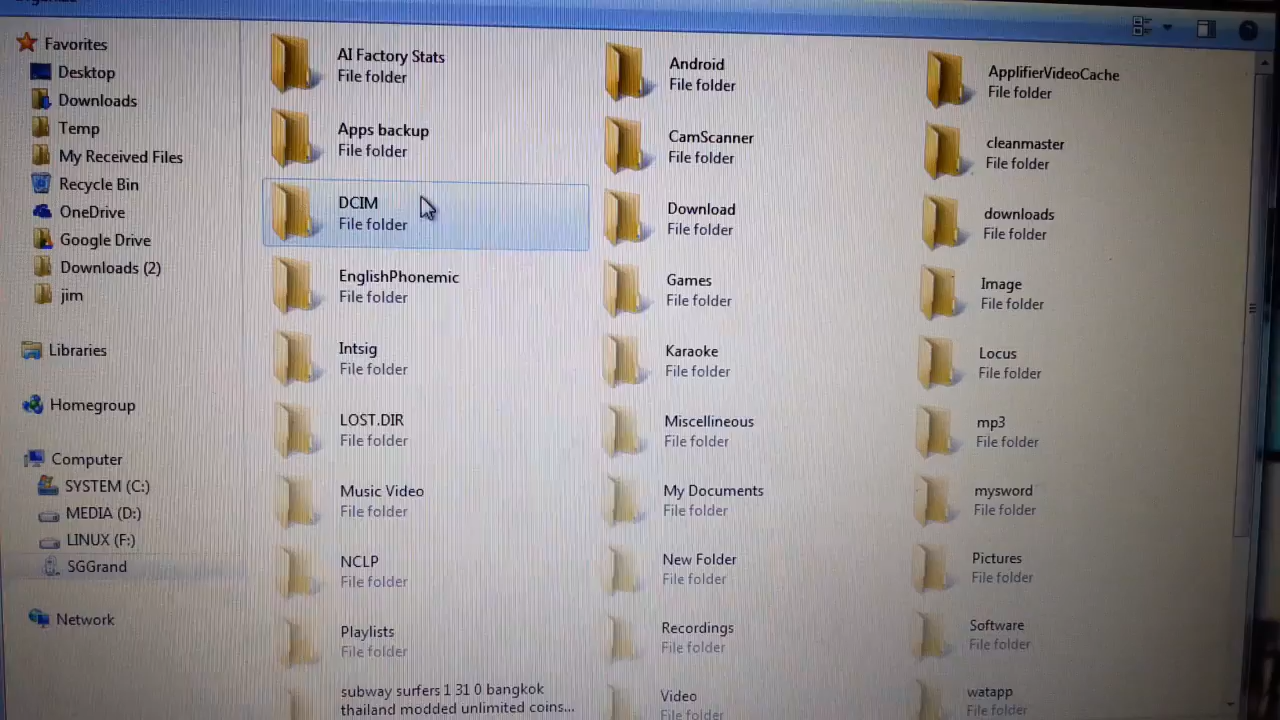 Favorites
Desktop
Downloads
Temp
My Received Files
Recycle Bin
OneDrive
Google Drive
Downloads (2)
jim
Libraries
Homegroup
Computer
SYSTEM (C:)
MEDIA (D:)
LINUX (F:)
SGGrand
Network
AI Factory Stats
File folder
Android
File folder
ApplifierVideoCache
File folder
Apps backup
File folder
CamScanner
File folder
cleanmaster
File folder
DCIM
File folder
Download
File folder
downloads
File folder
EnglishPhonemic
File folder
Games
File folder
Image
File folder
Intsig
File folder
Karaoke
File folder
Locus
File folder
LOST.DIR
File folder
Miscellineous
File folder
mp3
File folder
Music Video
File folder
My Documents
File folder
mysword
File folder
NCLP
File folder
New Folder
File folder
Pictures
File folder
Playlists
File folder
Recordings
File folder
Software
File folder
subway surfers 1 31 0 bangkok
thailand modded unlimited coins...
Video
File folder
watapp
File folder